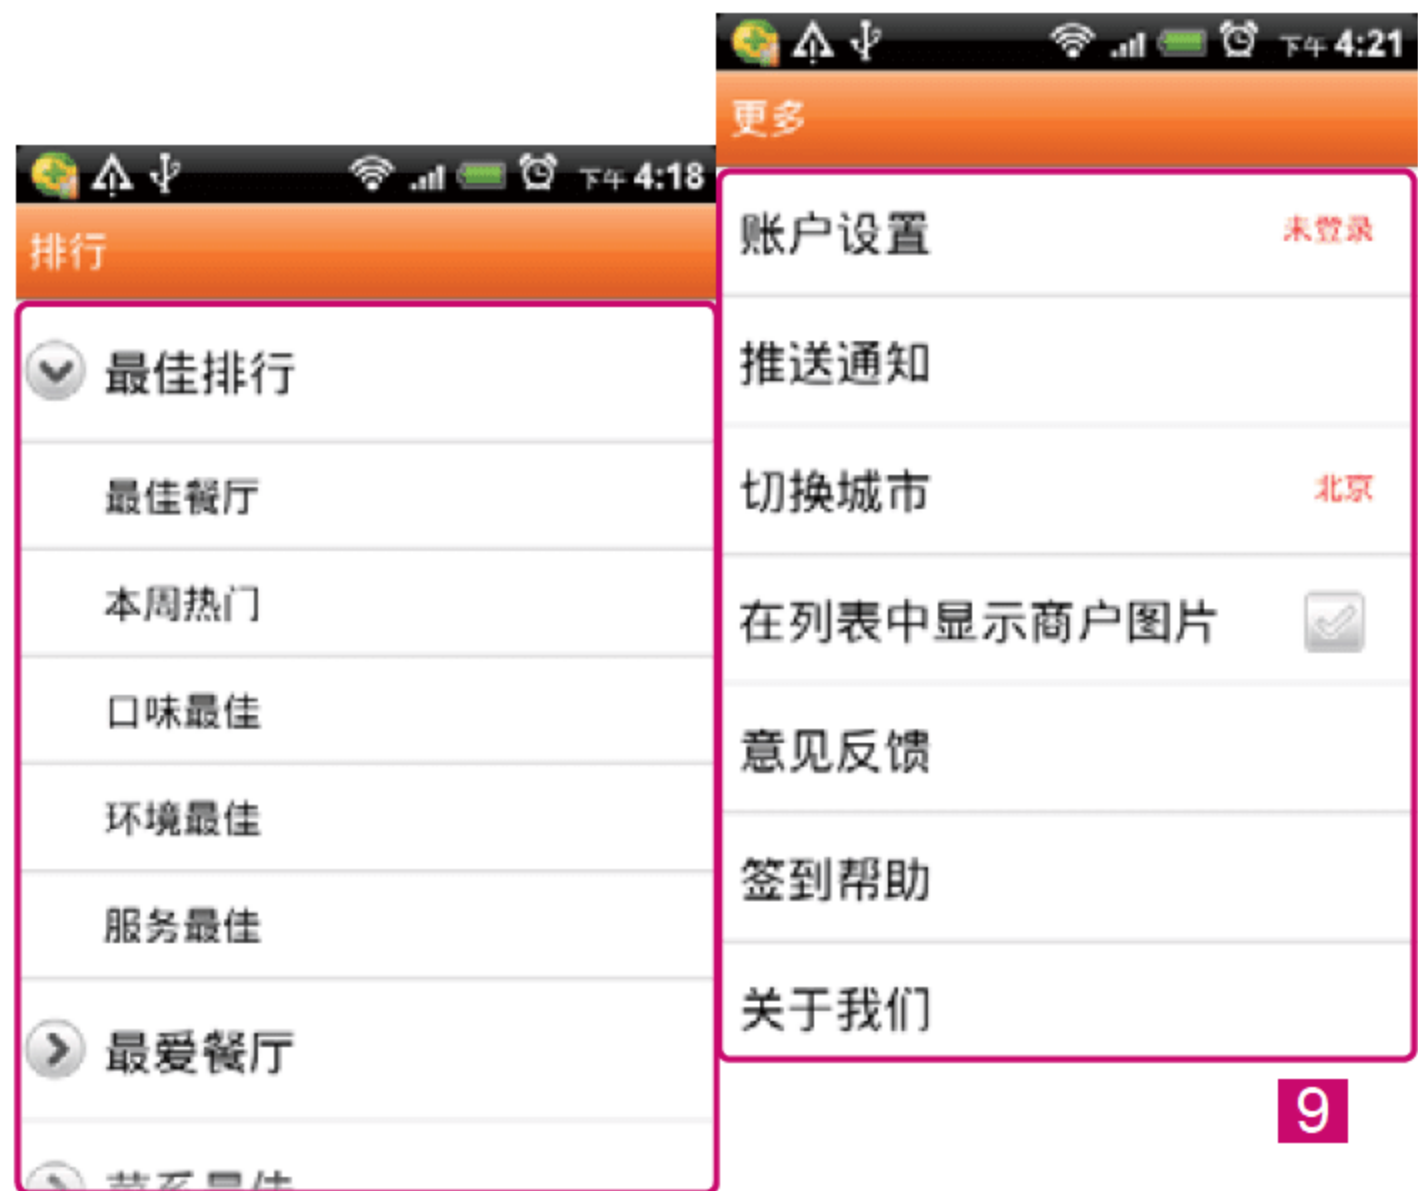 下午 4:18
排行
最佳排行
最佳餐厅
本周热门
口味最佳
环境最佳
服务最佳
最爱餐厅
下午 4:21
更多
账户设置 未登录
推送通知
切换城市 北京
在列表中显示商户图片
意见反馈
签到帮助
关于我们
9